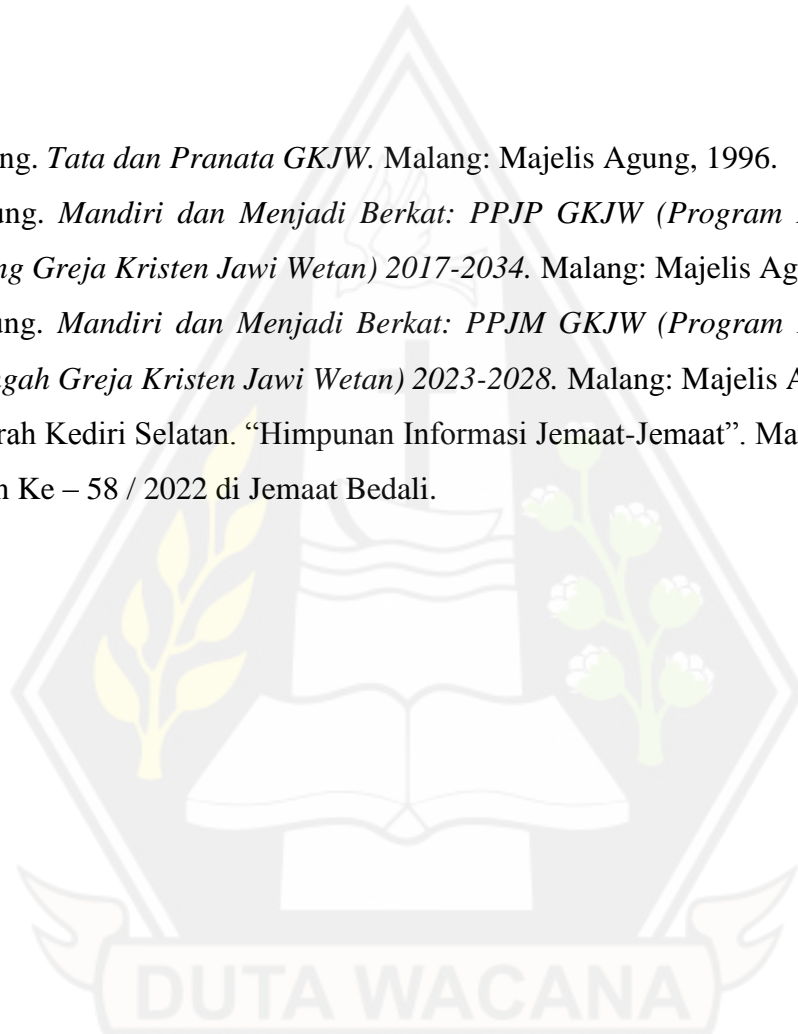 ng. Tata dan Pranata GKJW. Malang: Majelis Agung, 1996.
ung. Mandiri dan Menjadi Berkat: PPJP GKJW (Program
ng Greja Kristen Jawi Wetan) 2017-2034. Malang: Majelis Ag
ung. Mandiri dan Menjadi Berkat: PPJM GKJW (Program
gah Greja Kristen Jawi Wetan) 2023-2028. Malang: Majelis A
rah Kediri Selatan. “Himpunan Informasi Jemaat-Jemaat”. Ma
n Ke – 58 / 2022 di Jemaat Bedali.
DUTA WACANA